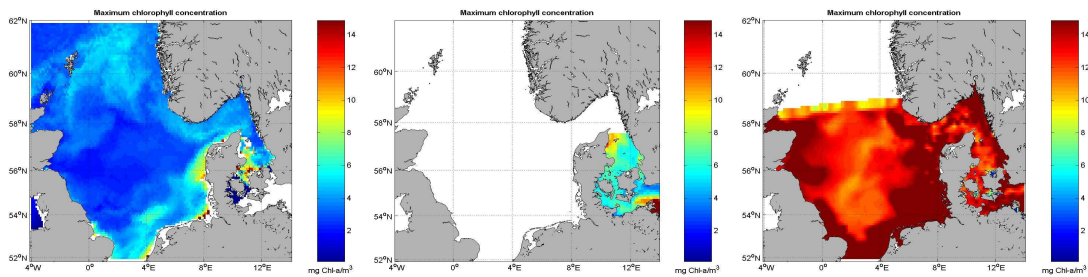 Maximum chlorophyll concentration
62°N
60°N
58°N
56°N
54°N
52°N
4°W 0° 4°E 8°E 12°E
14
12
10
8
6
4
2
mg Chl-a/m³
Maximum chlorophyll concentration
62°N
60°N
58°N
56°N
54°N
52°N
4°W 0° 4°E 8°E 12°E
14
12
10
8
6
4
2
mg Chl-a/m³
Maximum chlorophyll concentration
62°N
60°N
58°N
56°N
54°N
52°N
4°W 0° 4°E 8°E 12°E
14
12
10
8
6
4
2
mg Chl-a/m³